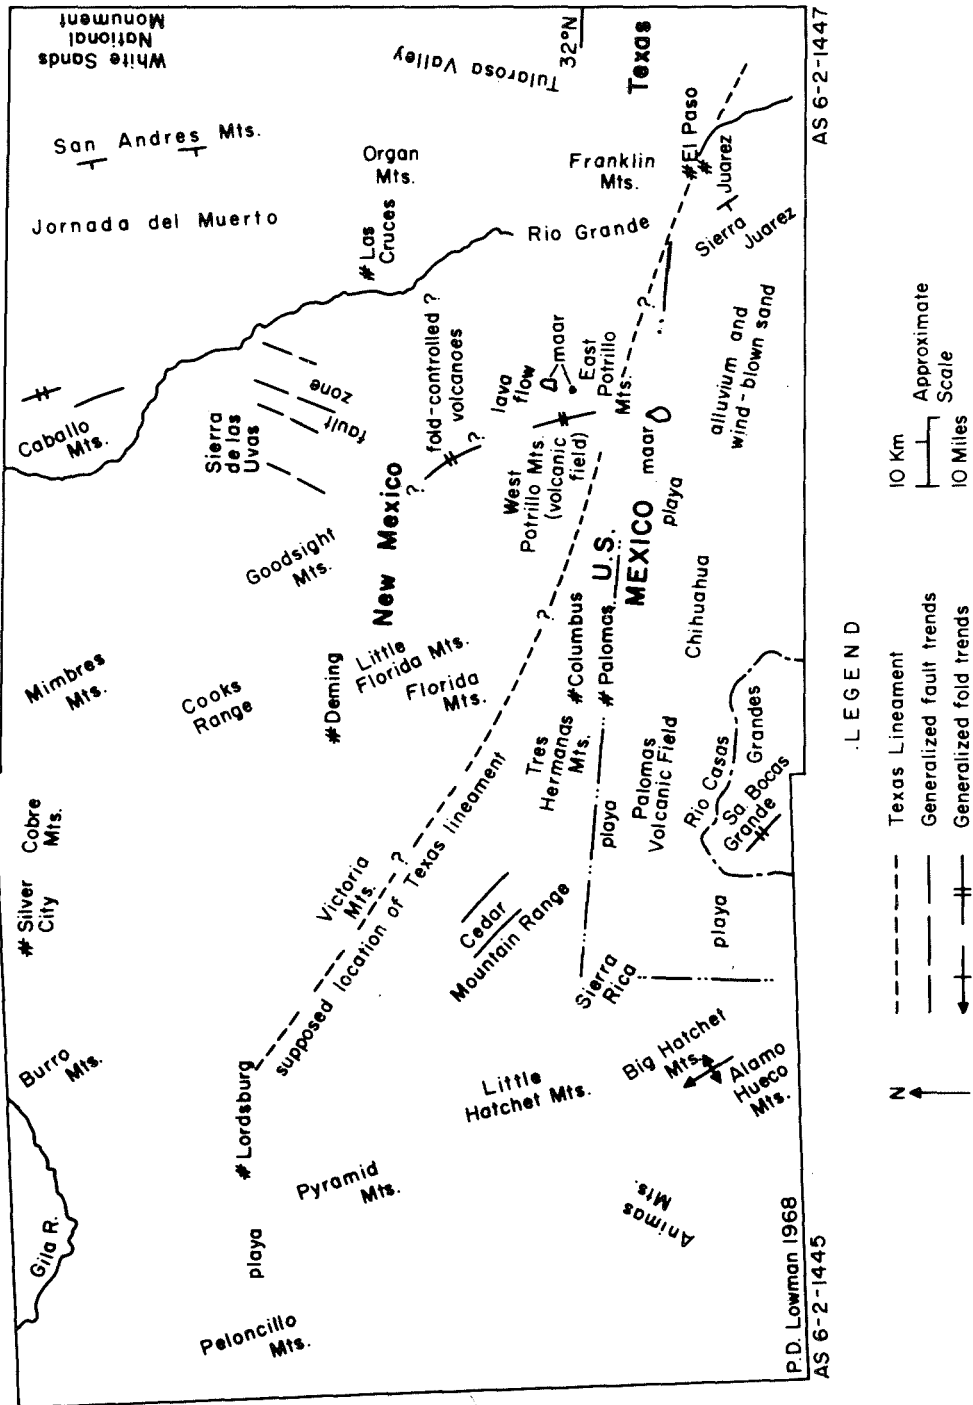 Gila R.
Burro
Mts.
# Silver
City
Cobre
Mts.
Mimbres
Mts.
Caballo
Mts.
San Andres Mts.
White Sands
National
Monument
Peloncillo
Mts.
playa
# Lordsburg
Pyramid
Mts.
Cooks
Range
Goodsight
Mts.
Sierra
de las
Uvas
fault
zone
Jornada del Muerto
supposed location of Texas lineament
Victoria
Mts.
?
# Deming
Little
Florida Mts.
Florida
Mts.
New Mexico
?
fold-controlled ?
volcanoes
?
# Las
Cruces
Organ
Mts.
Tularosa Valley
Little
Hatchet Mts.
Cedar
Mountain Range
Tres
Hermanas
Mts.
?
# Columbus
West
Potrillo Mts.
(volcanic
field)
lava
flow
maar
East
Potrillo
Mts.
Rio Grande
Franklin
Mts.
32°N
Texas
Animas
Mts.
Big Hatchet
Mts.
Alamo
Hueco
Mts.
Sierra
Rica
playa
# Palomas
U.S.
MEXICO
maar
playa
?
# El Paso
#
Juarez
Sierra
Juarez
Palomas
Volcanic Field
playa
Rio Casas
Grandes
Sa. Bocas
Grande
Chihuahua
alluvium and
wind-blown sand
P.D. Lowman 1968
AS 6-2-1445
AS 6-2-1447
LEGEND
N
Texas Lineament
Generalized fault trends
Generalized fold trends
10 Km
10 Miles
Approximate
Scale